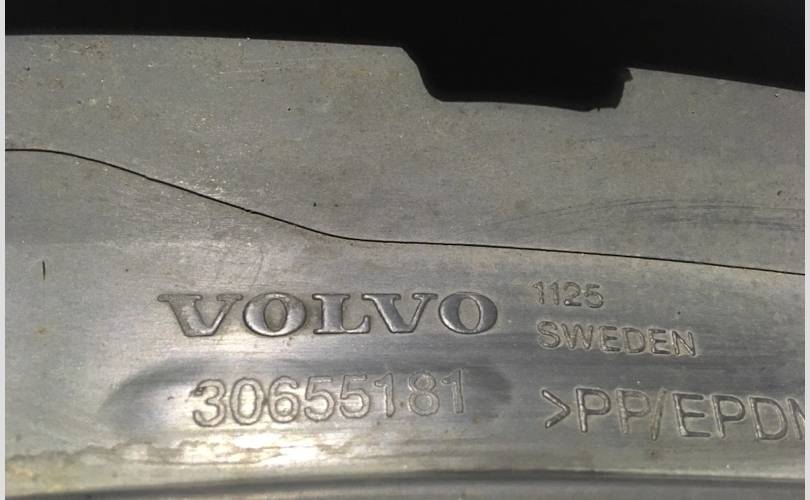 VOLVO
1125
SWEDEN
30655181
>PP/EPDM